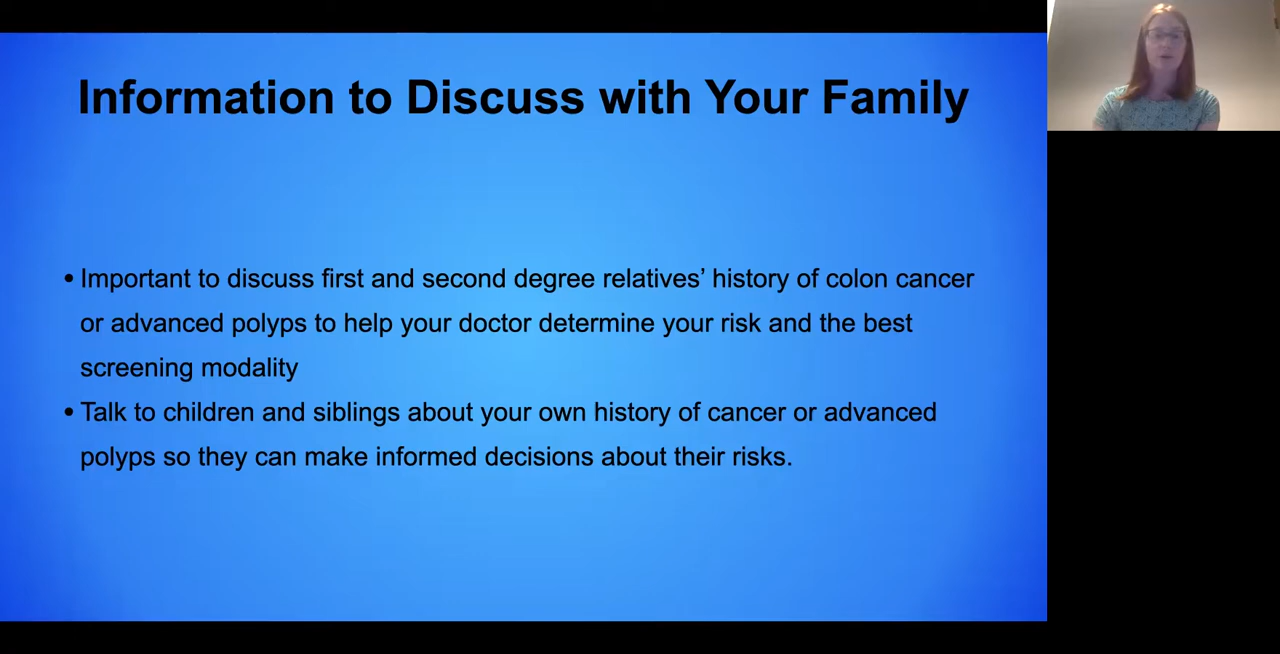 Information to Discuss with Your Family
• Important to discuss first and second degree relatives’ history of colon cancer
or advanced polyps to help your doctor determine your risk and the best
screening modality
• Talk to children and siblings about your own history of cancer or advanced
polyps so they can make informed decisions about their risks.